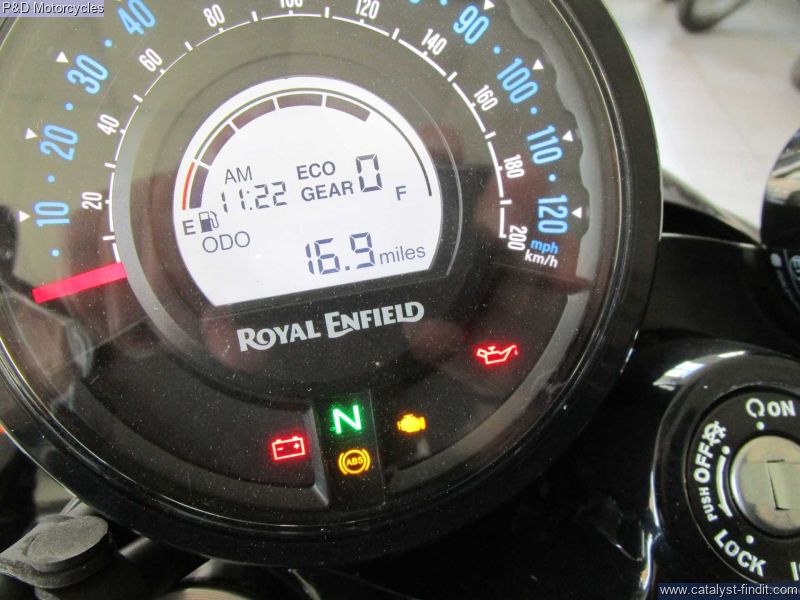 P&D Motorcycles
10
20
30
40
90
100
110
120
mph
km/h
20
40
60
80
100
120
140
160
180
200
AM
11:22
ECO
GEAR 0
E
F
ODO
16.9 miles
ROYAL ENFIELD
N
ABS
ON
OFF
PUSH
LOCK
www.catalyst-findit.com